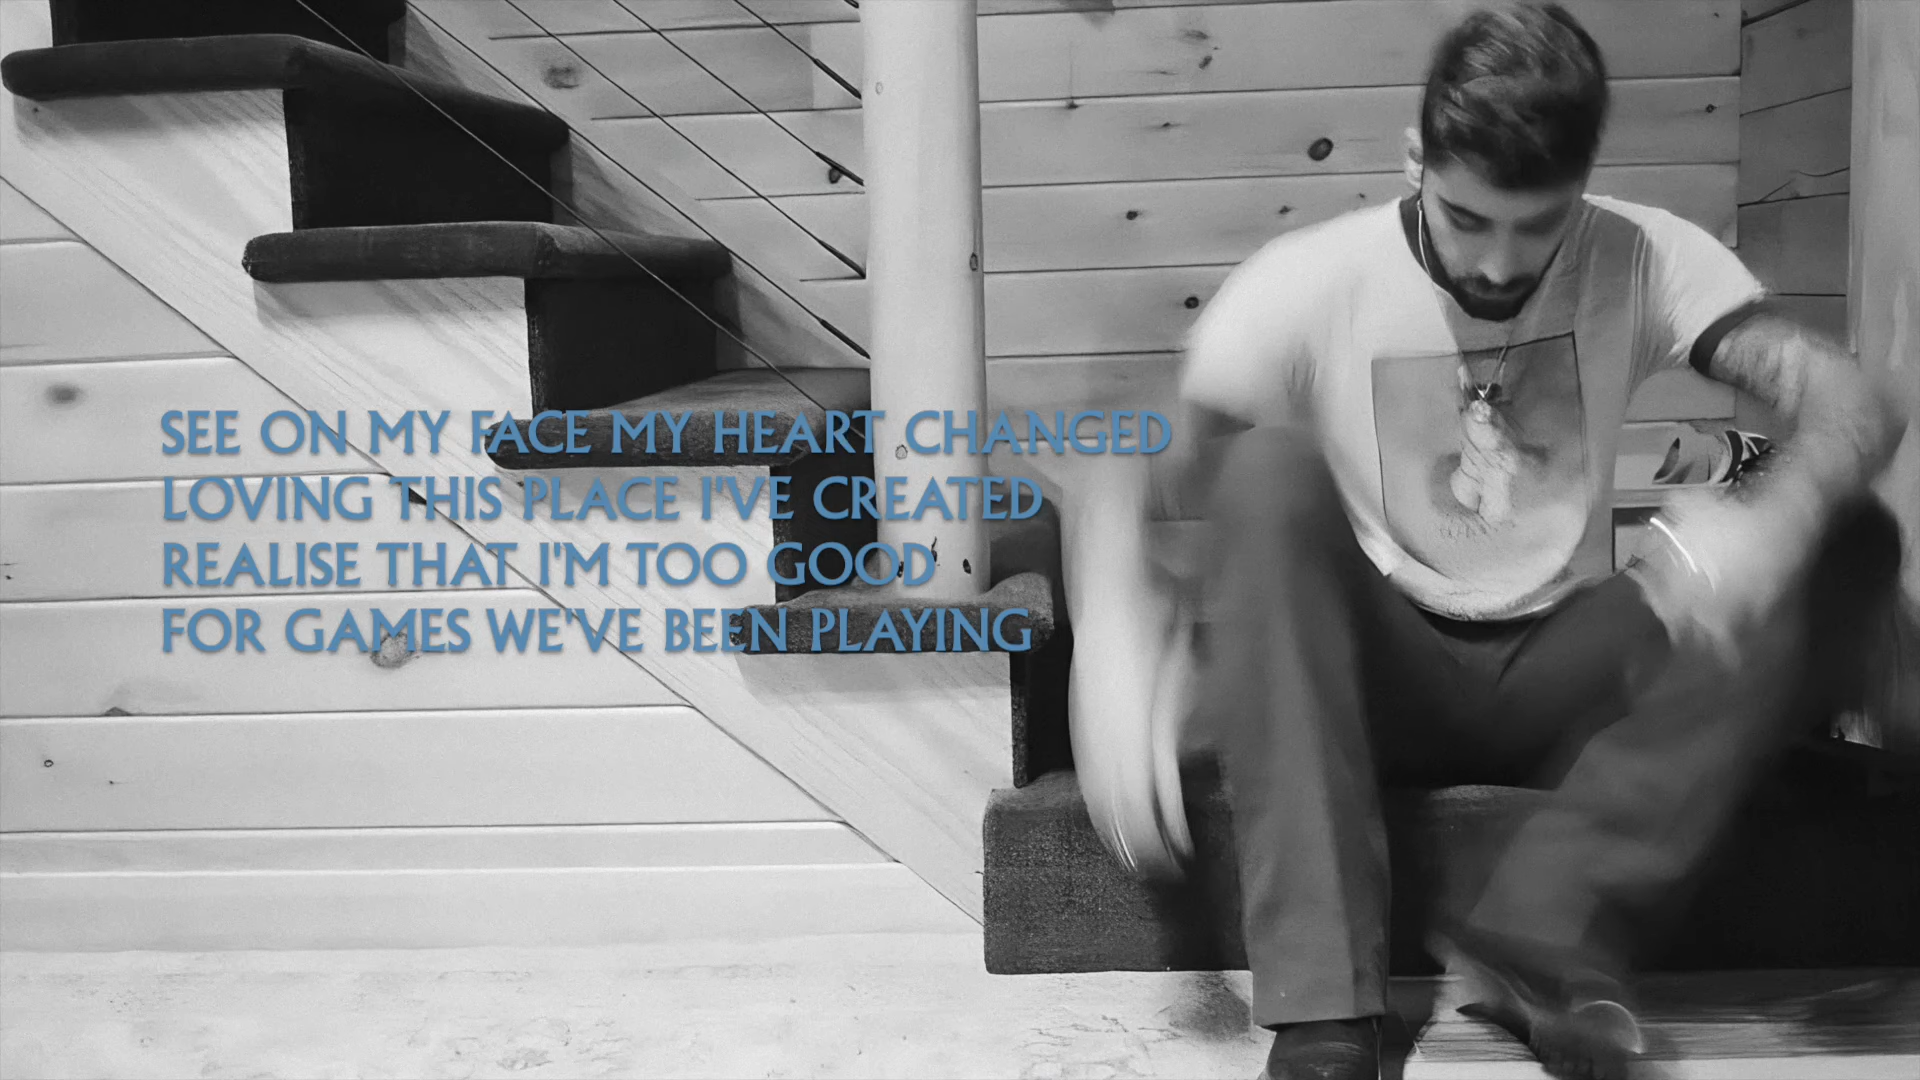 SEE ON MY FACE MY HEART CHANGED
LOVING THIS PLACE I'VE CREATED
REALISE THAT I'M TOO GOOD
FOR GAMES WE'VE BEEN PLAYING